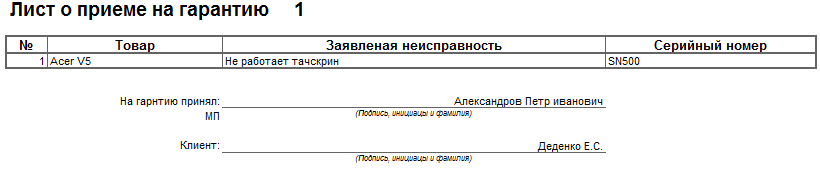 Лист о приеме на гарантию 1
№ Товар Заявленая неисправность Серийный номер
1 Acer V5 Не работает тачскрин SN500
На гарнтию принял: Александров Петр иванович
МП (Подпись, инициацы и фамилия)
Клиент: Деденко Е.С.
(Подпись, инициацы и фамилия)